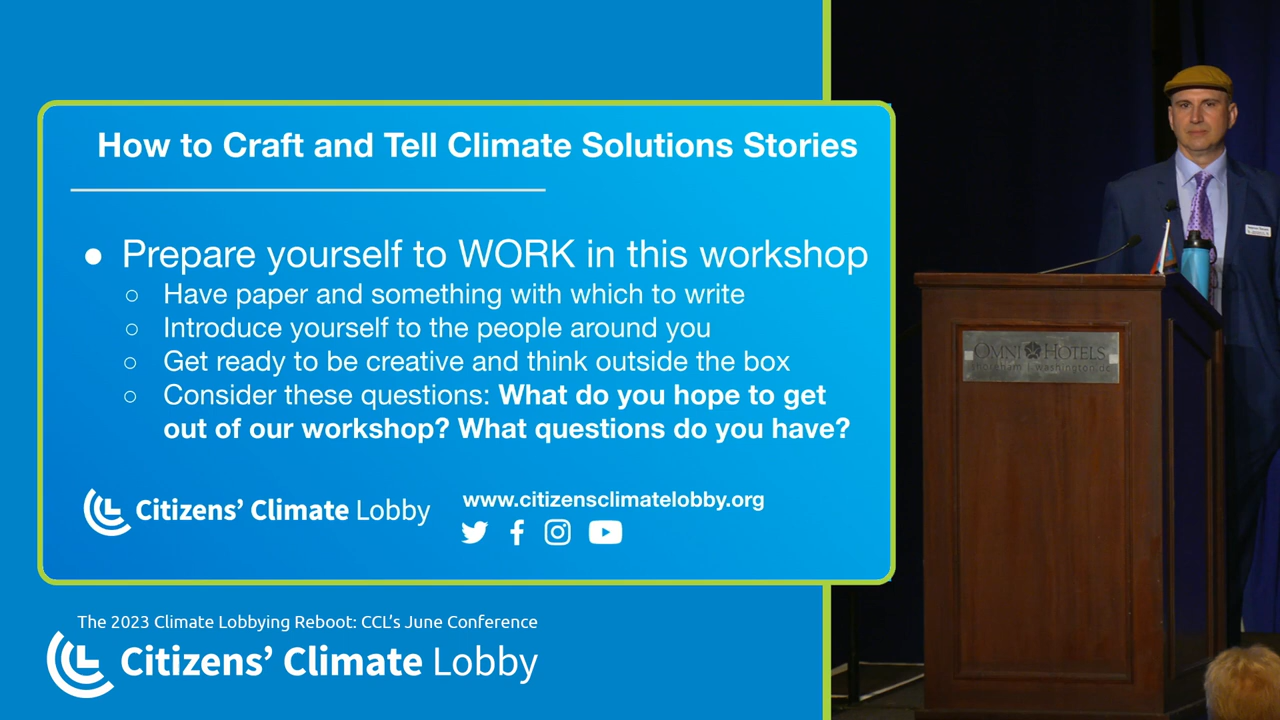 How to Craft and Tell Climate Solutions Stories
● Prepare yourself to WORK in this workshop
○ Have paper and something with which to write
○ Introduce yourself to the people around you
○ Get ready to be creative and think outside the box
○ Consider these questions: What do you hope to get
out of our workshop? What questions do you have?
Citizens’ Climate Lobby
www.citizensclimatelobby.org
The 2023 Climate Lobbying Reboot: CCL’s June Conference
Citizens’ Climate Lobby
OMNI HOTELS
shoreham | washington dc